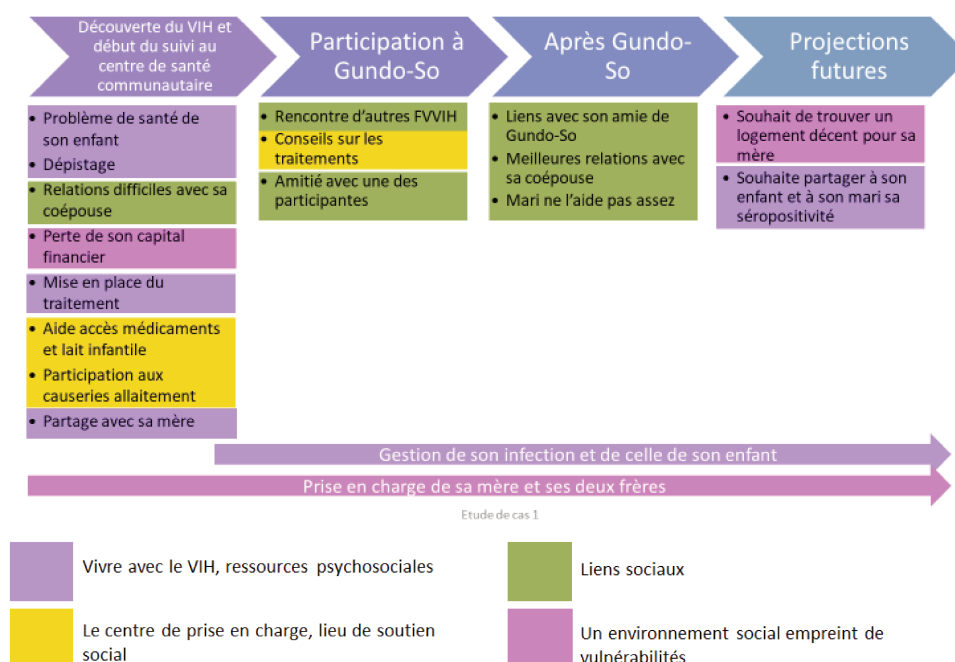 Découverte du VIH et
début du suivi au
centre de santé
communautaire
Participation à
Gundo-So
Après Gundo-
So
Projections
futures
• Problème de santé de
son enfant
• Dépistage
• Relations difficiles avec sa
coépouse
• Perte de son capital
financier
• Mise en place du
traitement
• Aide accès médicaments
et lait infantile
• Participation aux
causeries allaitement
• Partage avec sa mère
• Rencontre d'autres FVVIH
• Conseils sur les
traitements
• Amitié avec une des
participantes
• Liens avec son amie de
Gundo-So
• Meilleures relations avec
sa coépouse
• Mari ne l'aide pas assez
• Souhait de trouver un
logement décent pour sa
mère
• Souhaite partager à son
enfant et à son mari sa
séropositivité
Gestion de son infection et de celle de son enfant
Prise en charge de sa mère et ses deux frères
Etude de cas 1
Vivre avec le VIH, ressources psychosociales
Liens sociaux
Le centre de prise en charge, lieu de soutien
social
Un environnement social empreint de
vulnérabilités